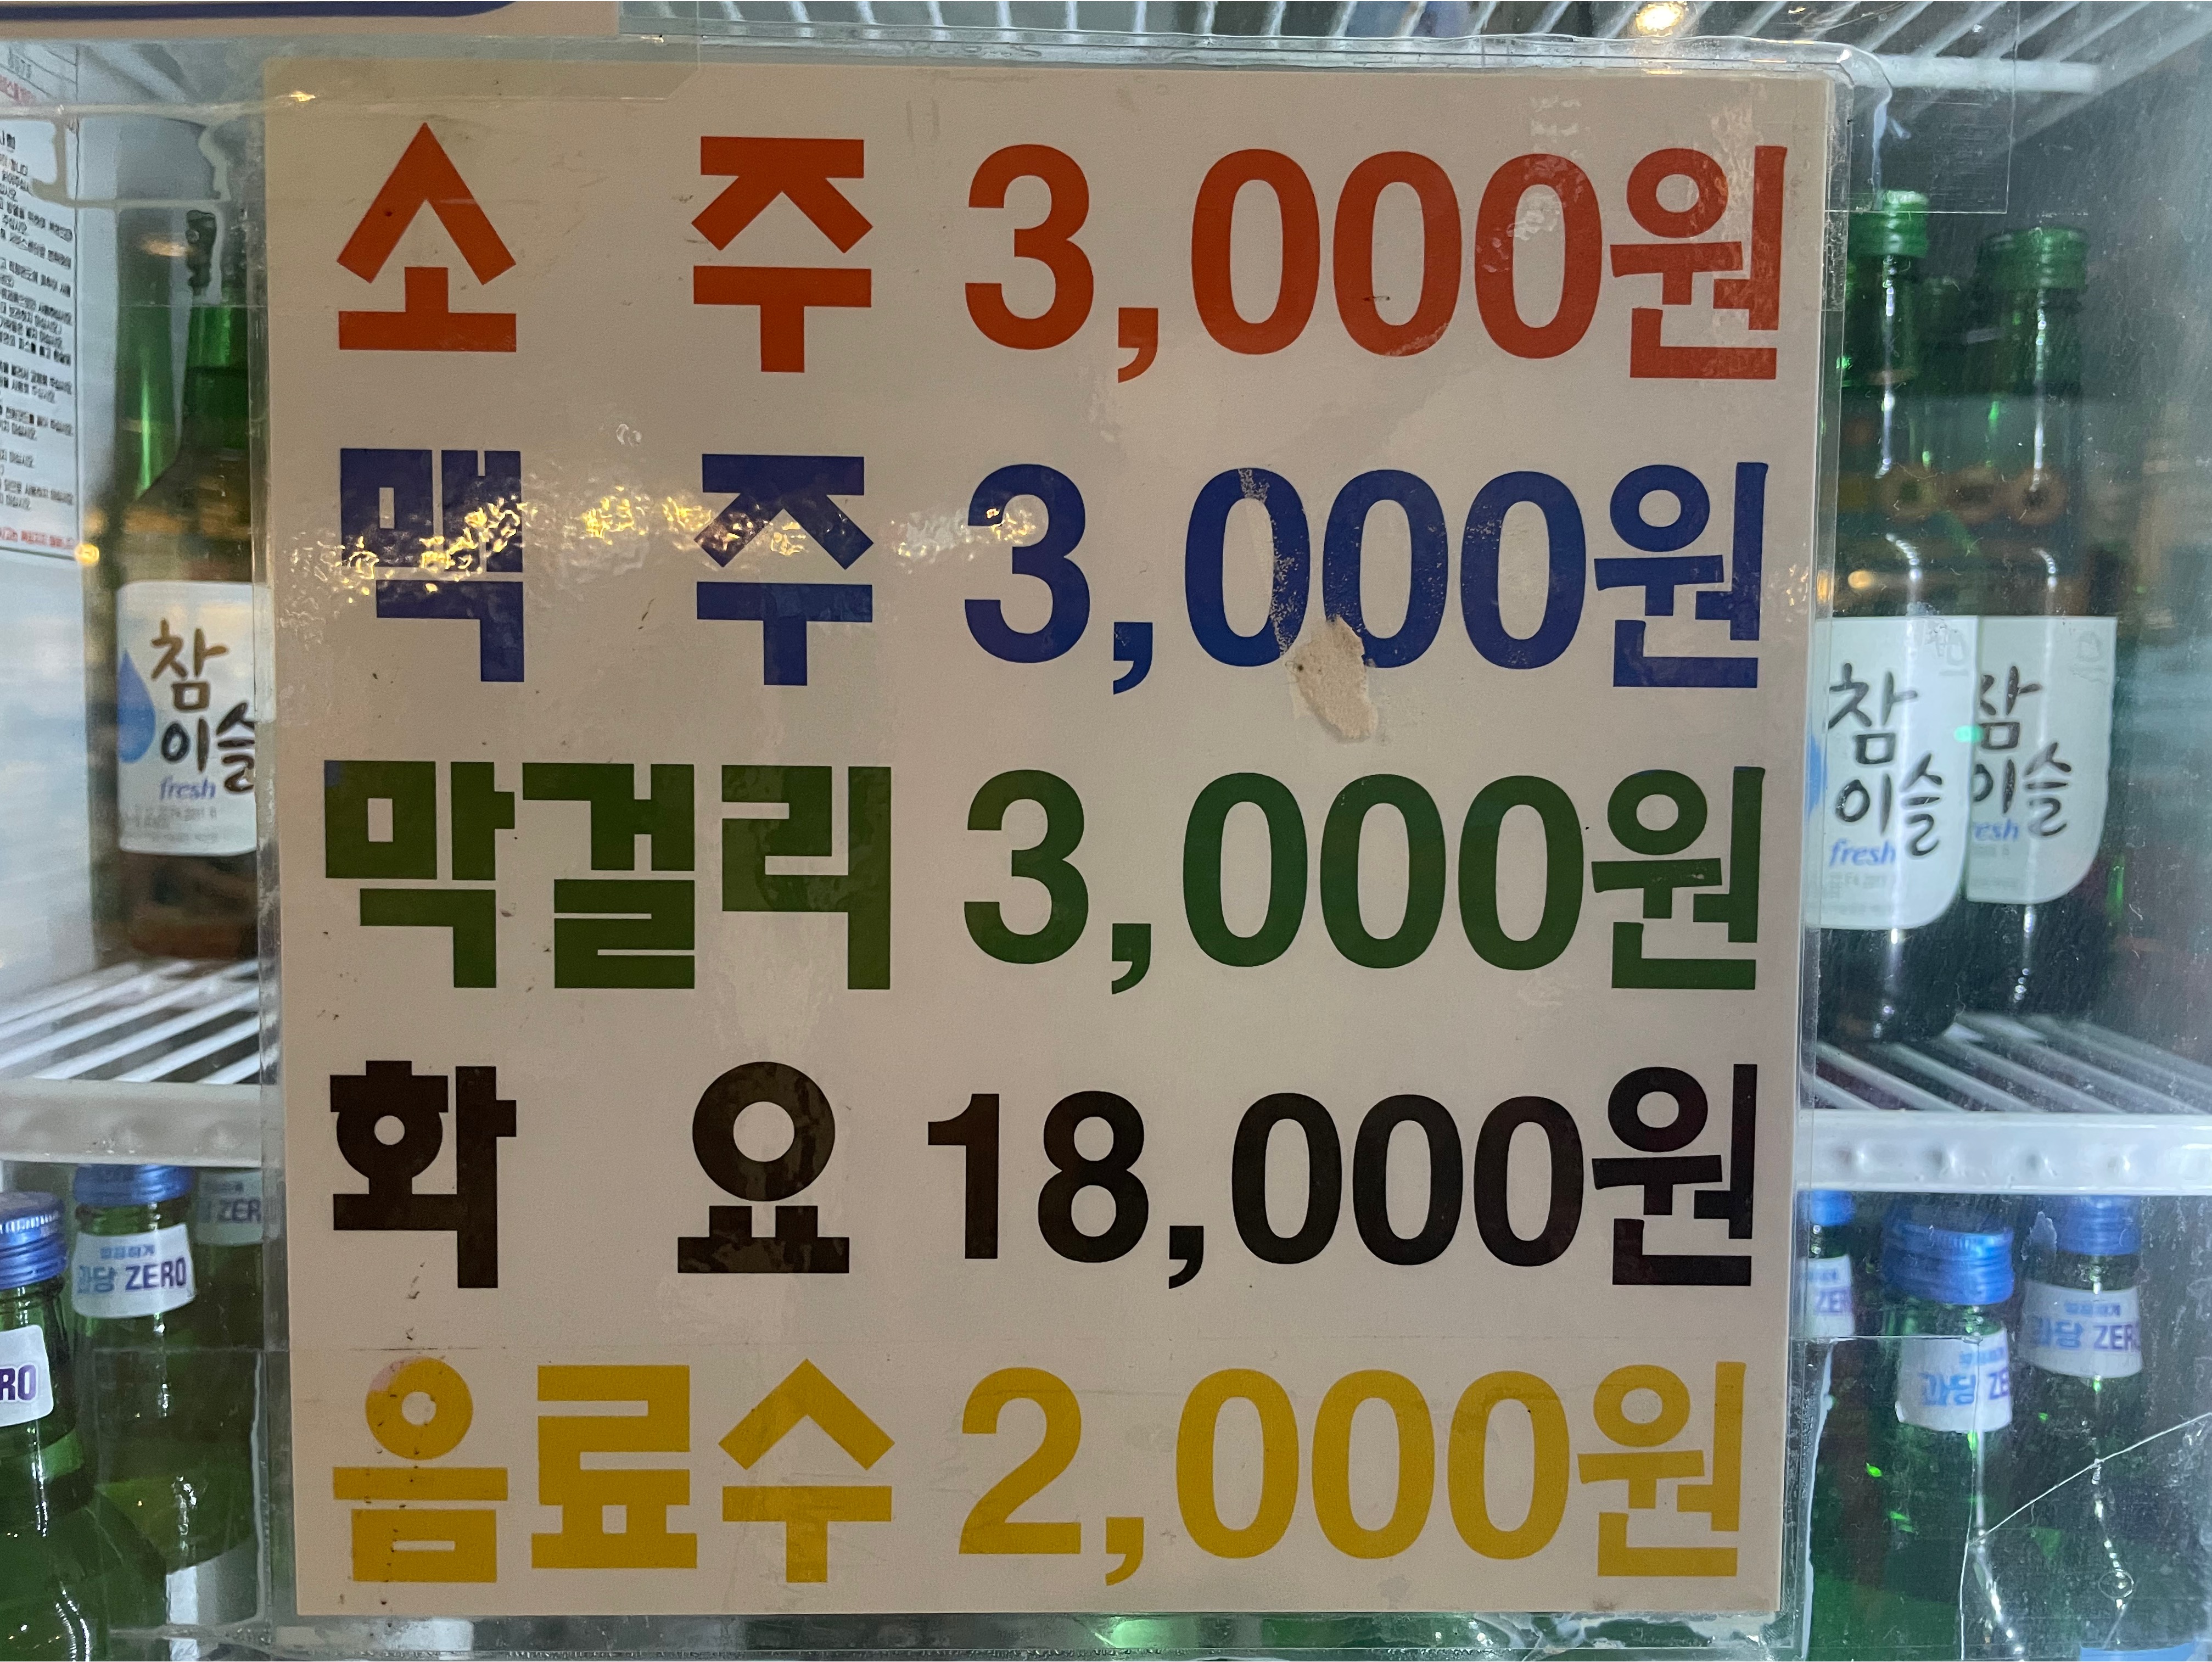 소 주 3,000원
맥 주 3,000원
막걸리 3,000원
화 요 18,000원
음료수 2,000원
참
이슬
fresh
참
이슬
fresh
참
이슬
과당 ZERO
과당 ZERO